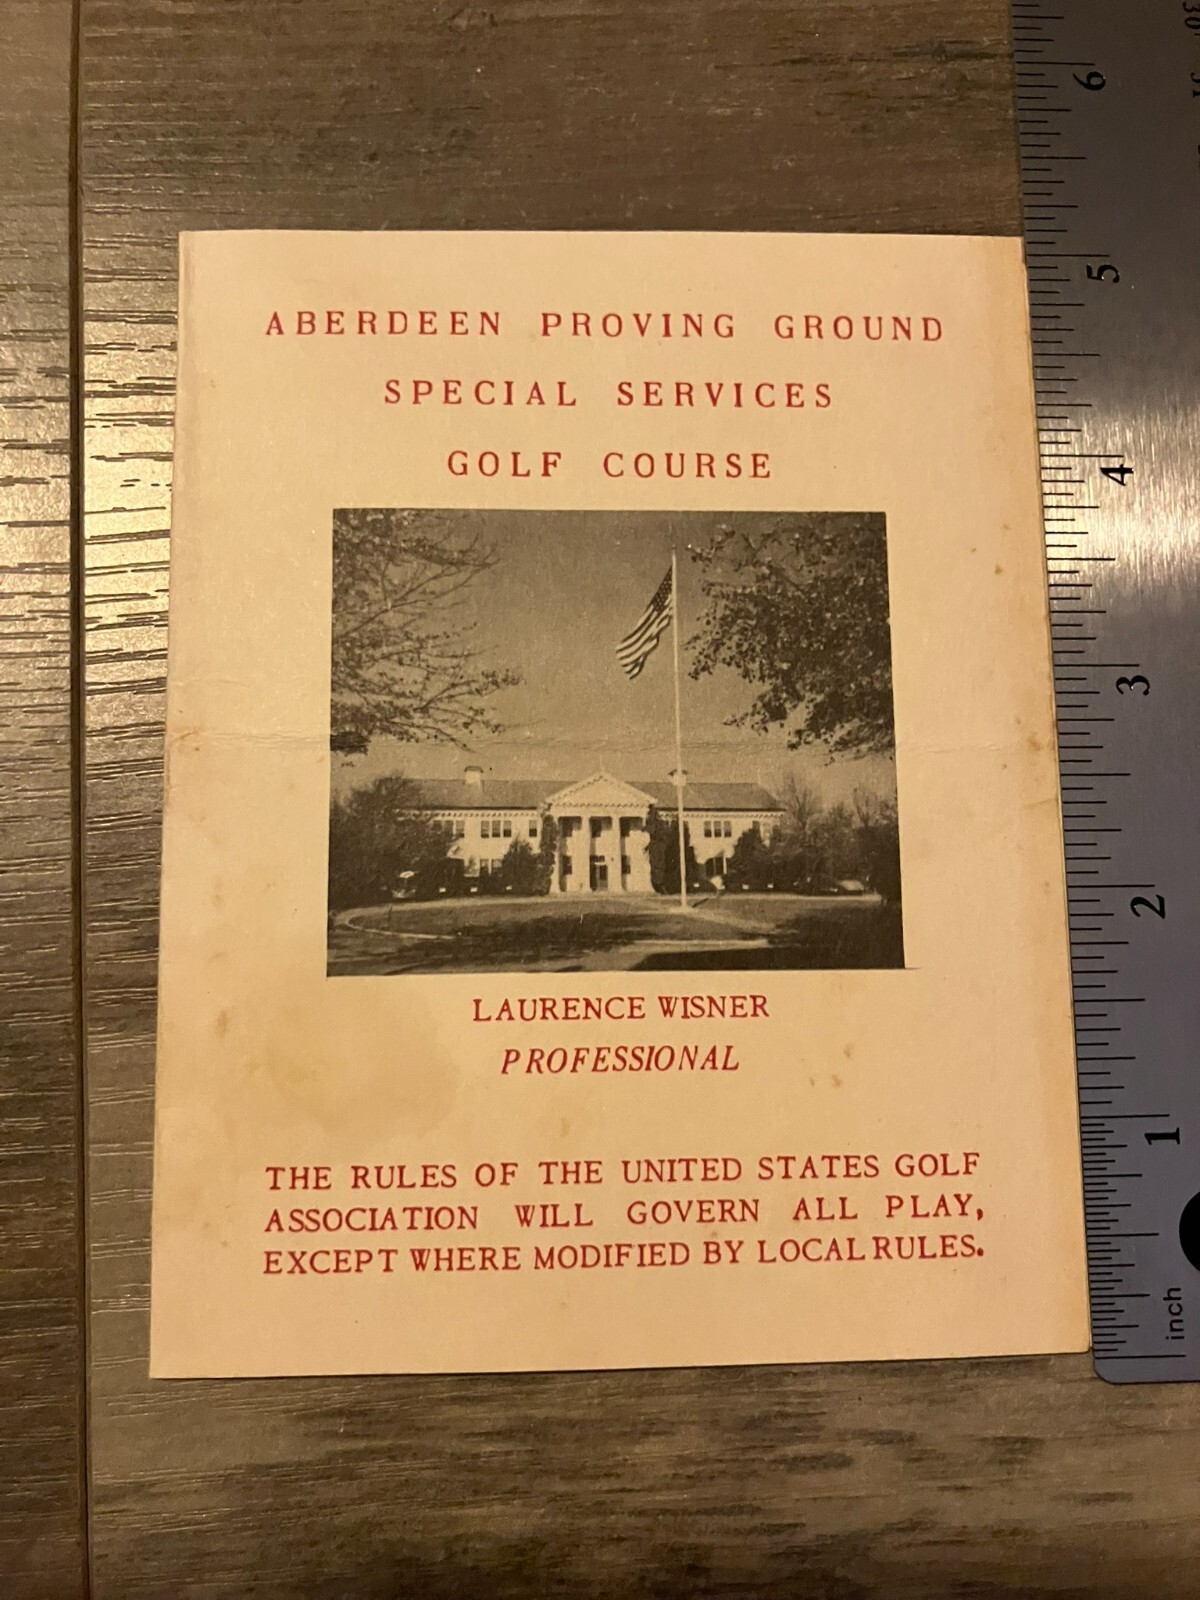 ABERDEEN PROVING GROUND
SPECIAL SERVICES
GOLF COURSE
LAURENCE WISNER
PROFESSIONAL
THE RULES OF THE UNITED STATES GOLF
ASSOCIATION WILL GOVERN ALL PLAY,
EXCEPT WHERE MODIFIED BY LOCAL RULES.
6
5
4
3
2
1
inch